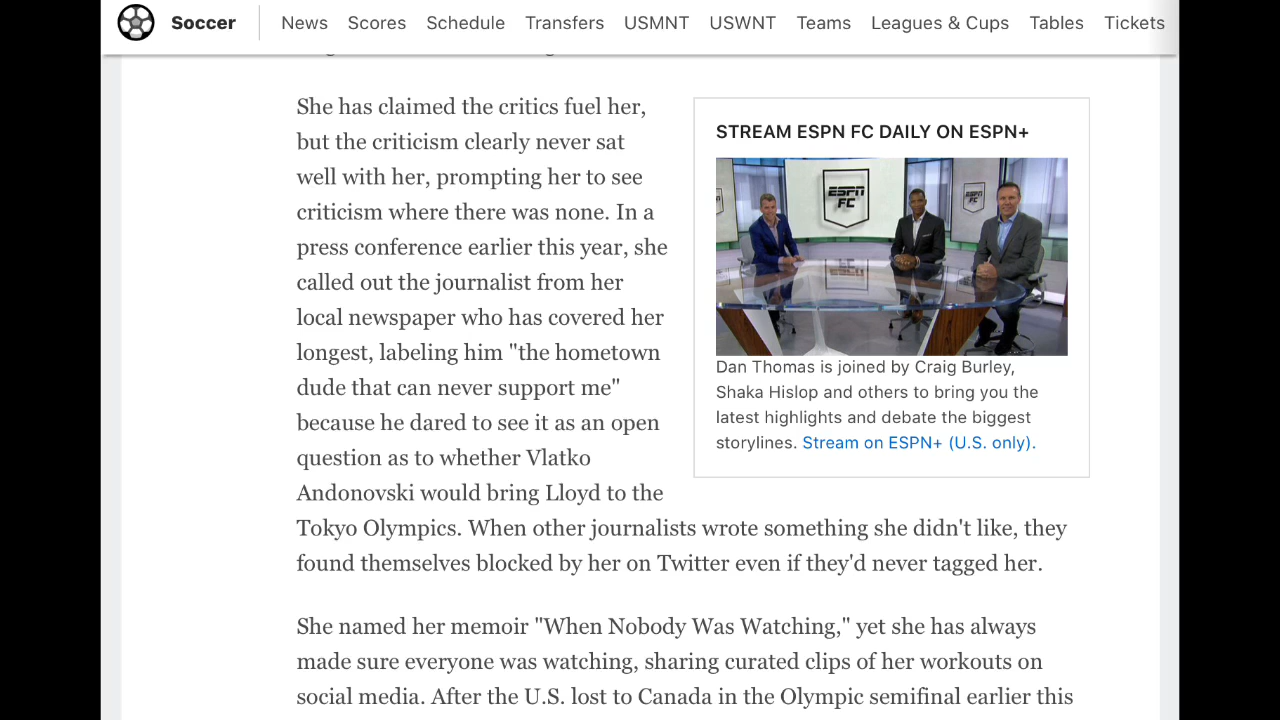 Soccer
News Scores Schedule Transfers USMNT USWNT Teams Leagues & Cups Tables Tickets
She has claimed the critics fuel her,
but the criticism clearly never sat
well with her, prompting her to see
criticism where there was none. In a
press conference earlier this year, she
called out the journalist from her
local newspaper who has covered her
longest, labeling him "the hometown
dude that can never support me"
because he dared to see it as an open
question as to whether Vlatko
Andonovski would bring Lloyd to the
Tokyo Olympics. When other journalists wrote something she didn't like, they
found themselves blocked by her on Twitter even if they'd never tagged her.
She named her memoir "When Nobody Was Watching," yet she has always
made sure everyone was watching, sharing curated clips of her workouts on
social media. After the U.S. lost to Canada in the Olympic semifinal earlier this
STREAM ESPN FC DAILY ON ESPN+
ESPN
FC
ESPN
FC
Dan Thomas is joined by Craig Burley,
Shaka Hislop and others to bring you the
latest highlights and debate the biggest
storylines. Stream on ESPN+ (U.S. only).